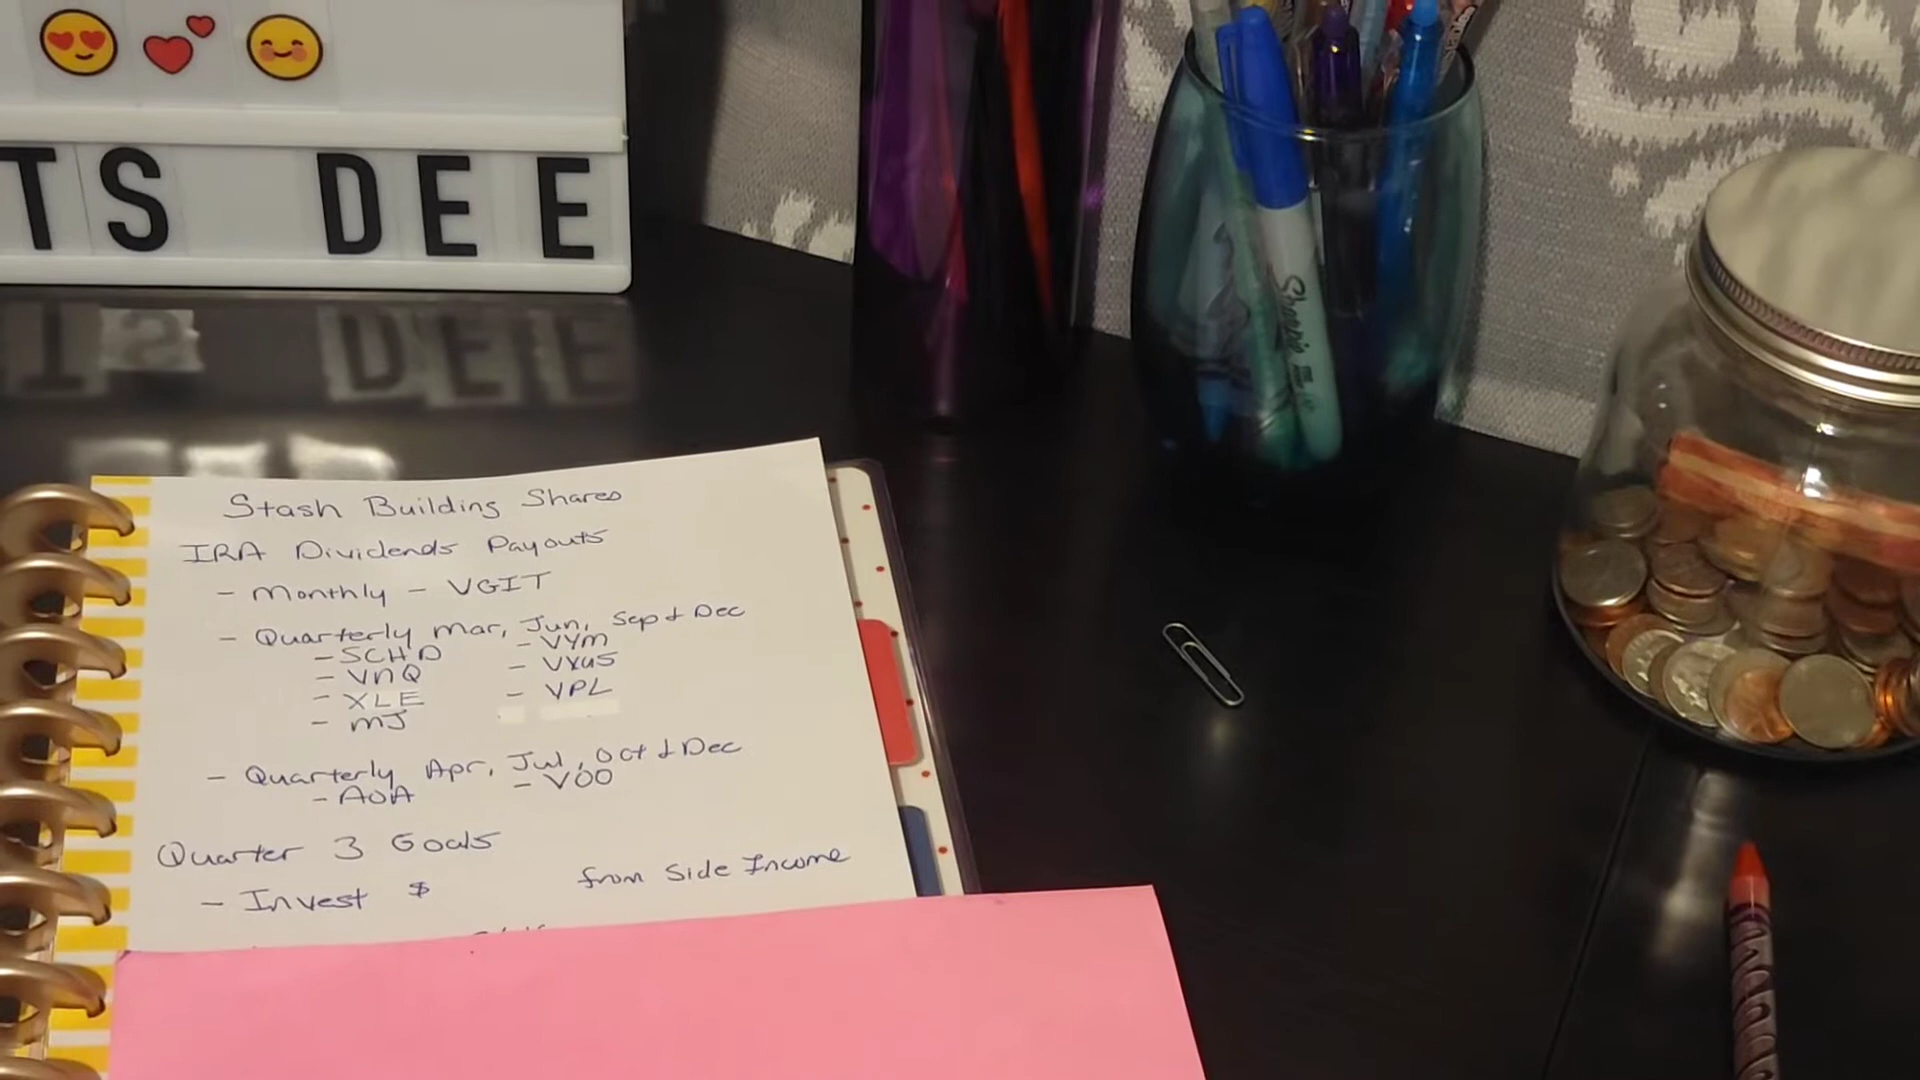 TS DEE
Sharpie
Stash Building Shares
IRA Dividends Payouts
- Monthly - VGIT
- Quarterly Mar, Jun, Sep & Dec
- SCHD - VYM
- VNQ - VXUS
- XLE - VPL
- MJ
- Quarterly Apr, Jul, Oct & Dec
- AOA - VOO
Quarter 3 Goals
- Invest $ from Side Income